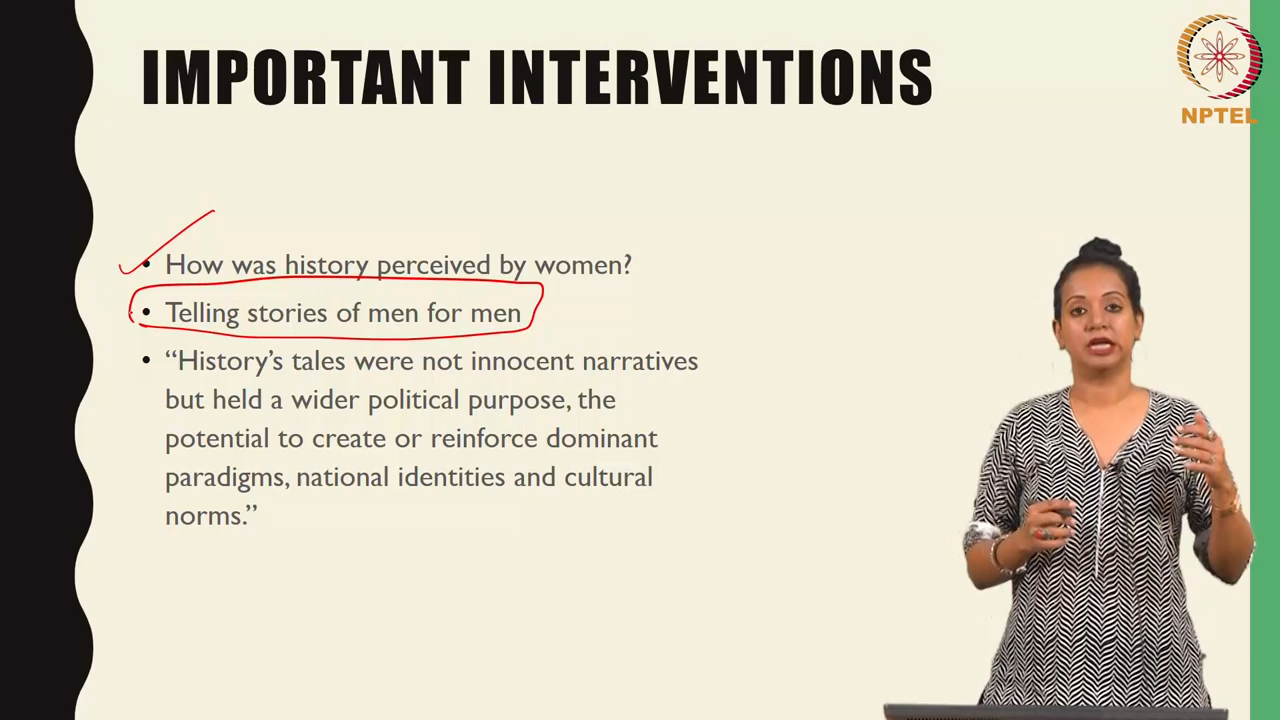 IMPORTANT INTERVENTIONS
NPTEL
• How was history perceived by women?
• Telling stories of men for men
• “History’s tales were not innocent narratives
but held a wider political purpose, the
potential to create or reinforce dominant
paradigms, national identities and cultural
norms.”